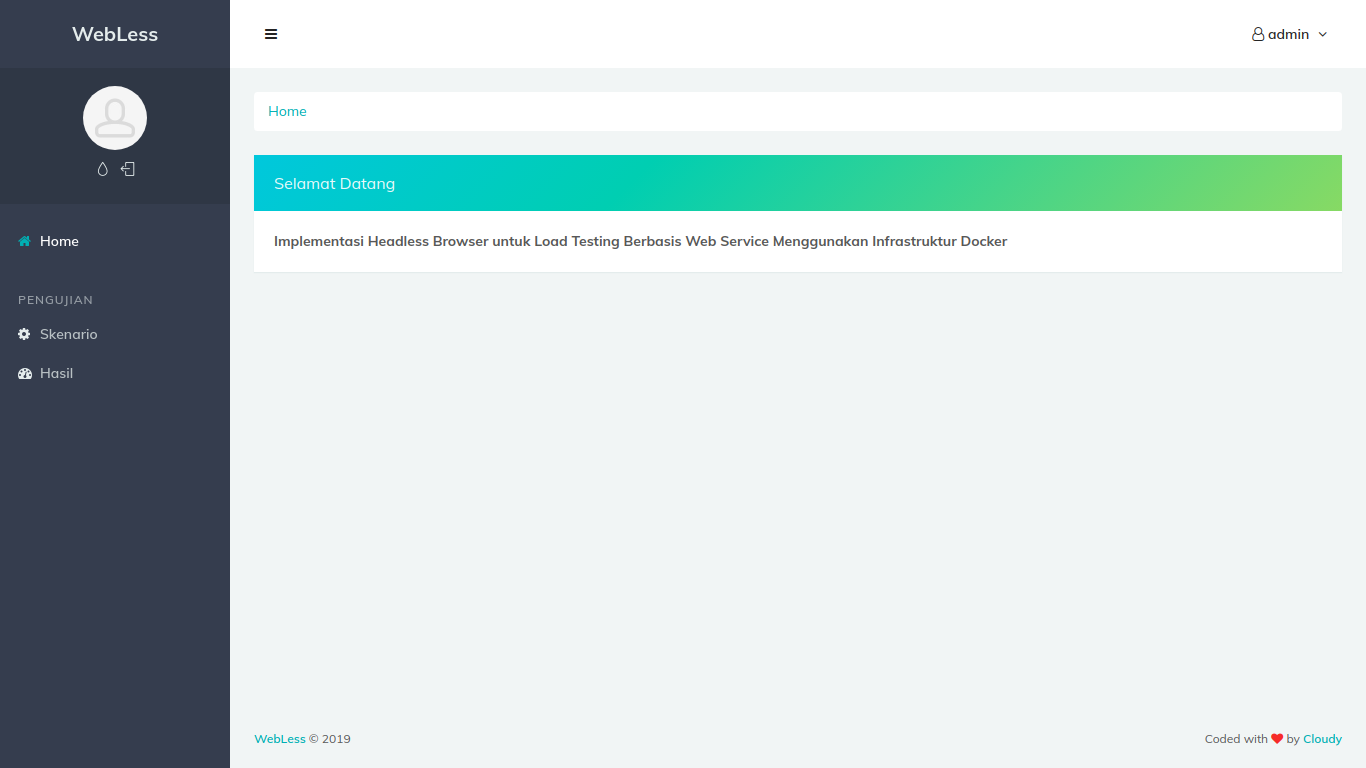 WebLess
admin
Home
Home
Selamat Datang
Implementasi Headless Browser untuk Load Testing Berbasis Web Service Menggunakan Infrastruktur Docker
PENGUJIAN
Skenario
Hasil
WebLess © 2019
Coded with ❤ by Cloudy